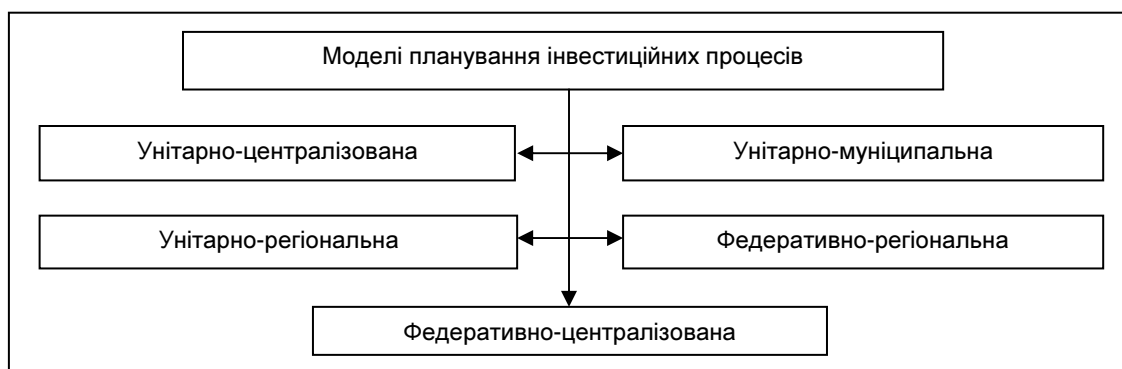 Моделі планування інвестиційних процесів
Унітарно-централізована
Унітарно-муніципальна
Унітарно-регіональна
Федеративно-регіональна
Федеративно-централізована